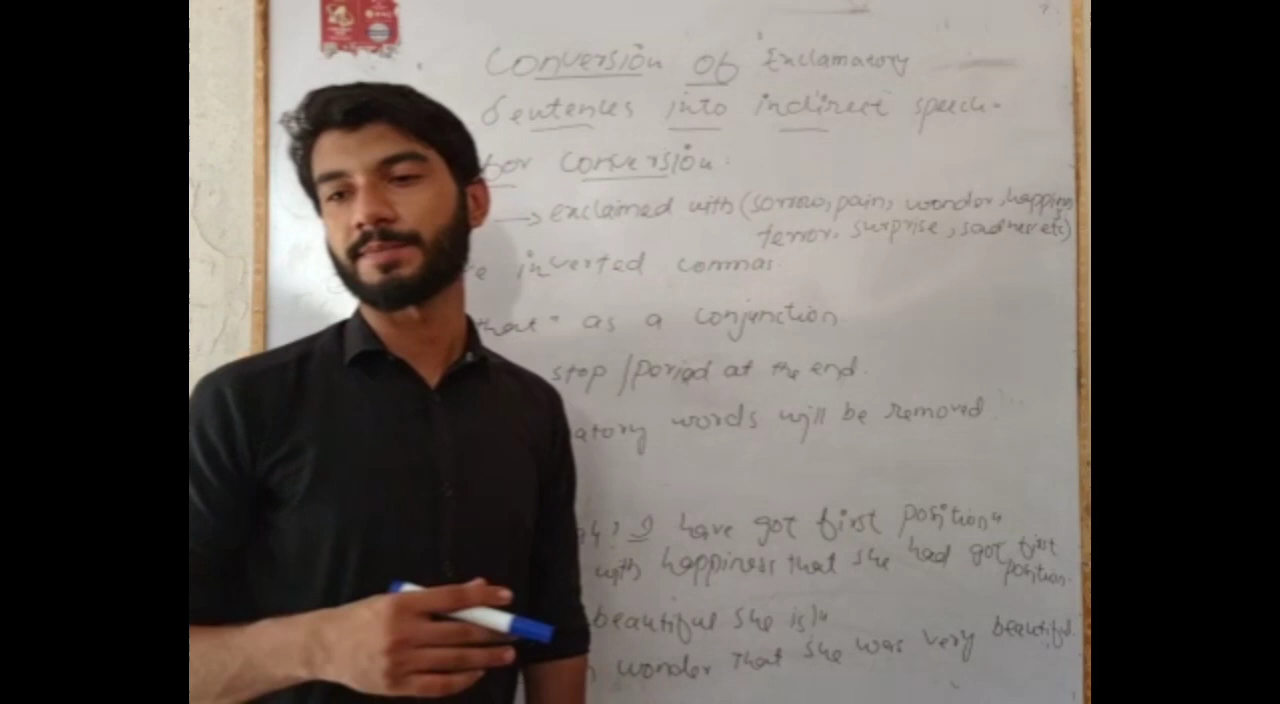 Conversion of Exclamatory
Sentences into indirect speech.
for conversion:
→ exclaimed with (sorrow, pain, wonder, happiness
terror, surprise, sadness etc)
inverted commas.
that" as a conjunction
stop / period at the end.
atory words will be removed
I have got first position"
with happiness that she had got first
position.
beautiful she is!"
wonder that she was very beautiful.